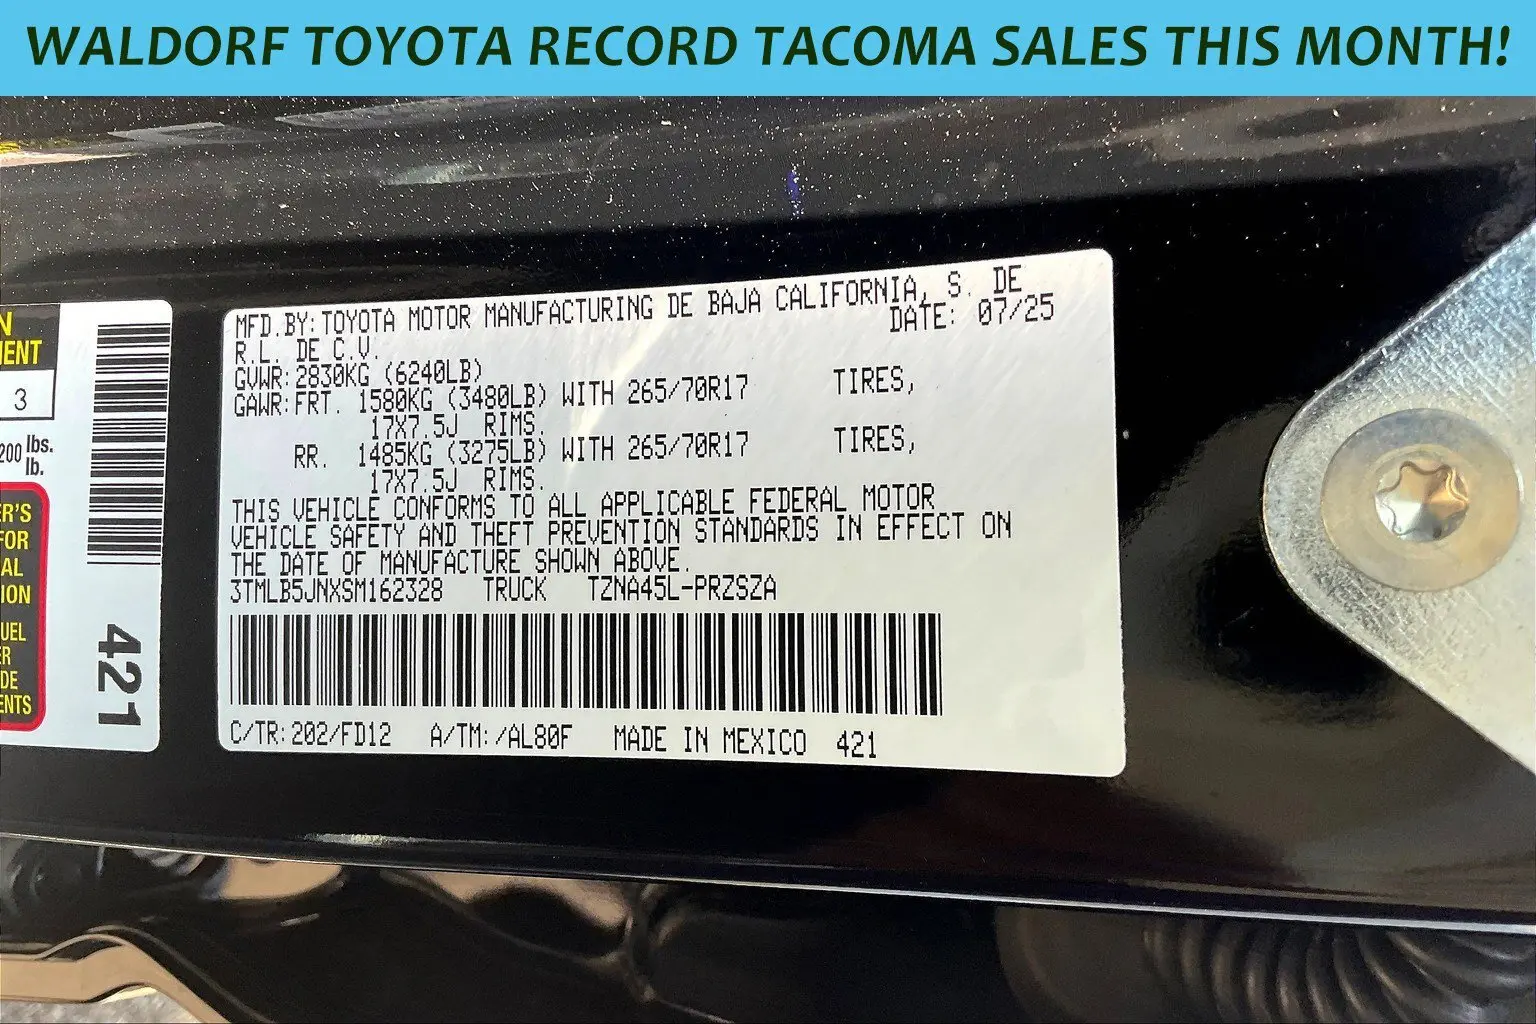 WALDORF TOYOTA RECORD TACOMA SALES THIS MONTH!
MFD.BY:TOYOTA MOTOR MANUFACTURING DE BAJA CALIFORNIA, S. DE
R.L. DE C.V. DATE: 07/25
GVWR:2830KG (6240LB)
GAWR:FRT. 1580KG (3480LB) WITH 265/70R17 TIRES,
17X7.5J RIMS.
RR. 1485KG (3275LB) WITH 265/70R17 TIRES,
17X7.5J RIMS.
THIS VEHICLE CONFORMS TO ALL APPLICABLE FEDERAL MOTOR
VEHICLE SAFETY AND THEFT PREVENTION STANDARDS IN EFFECT ON
THE DATE OF MANUFACTURE SHOWN ABOVE.
3TMLB5JNXSM162328 TRUCK TZNA45L-PRZSZA
C/TR:202/FD12 A/TM:/AL80F MADE IN MEXICO 421
3
200 lbs.
lb.
421